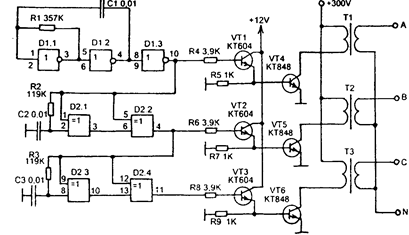 C1 0,01
R1 357K
+12V
+300V
T1
A
D1.1
D1 2
D1.3
VT1
KT604
VT4
KT848
R4 3,9K
1
2
3
5
6
4
8
9
10
R5 1K
R2
119K
C2 0,01
D2.1
D2 2
=1
=1
1
2
3
5
6
4
R6 3,9K
VT2
KT604
VT5
KT848
T2
B
R7 1K
R3
119K
C3 0,01
D2 3
D2.4
=1
=1
9
8
10
12
13
11
R8 3,9K
VT3
KT604
VT6
KT848
T3
C
R9 1K
N